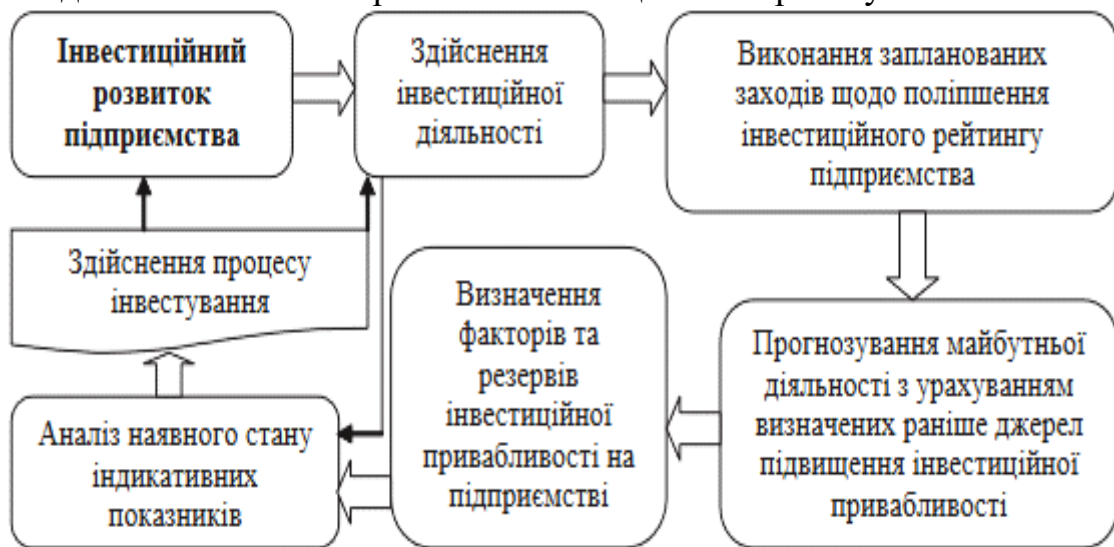 Інвестиційний
розвиток
підприємства
Здійснення
інвестиційної
діяльності
Виконання запланованих
заходів щодо поліпшення
інвестиційного рейтингу
підприємства
Здійснення процесу
інвестування
Визначення
факторів та
резервів
інвестиційної
привабливості на
підприємстві
Прогнозування майбутньої
діяльності з урахуванням
визначених раніше джерел
підвищення інвестиційної
привабливості
Аналіз наявного стану
індикативних
показників